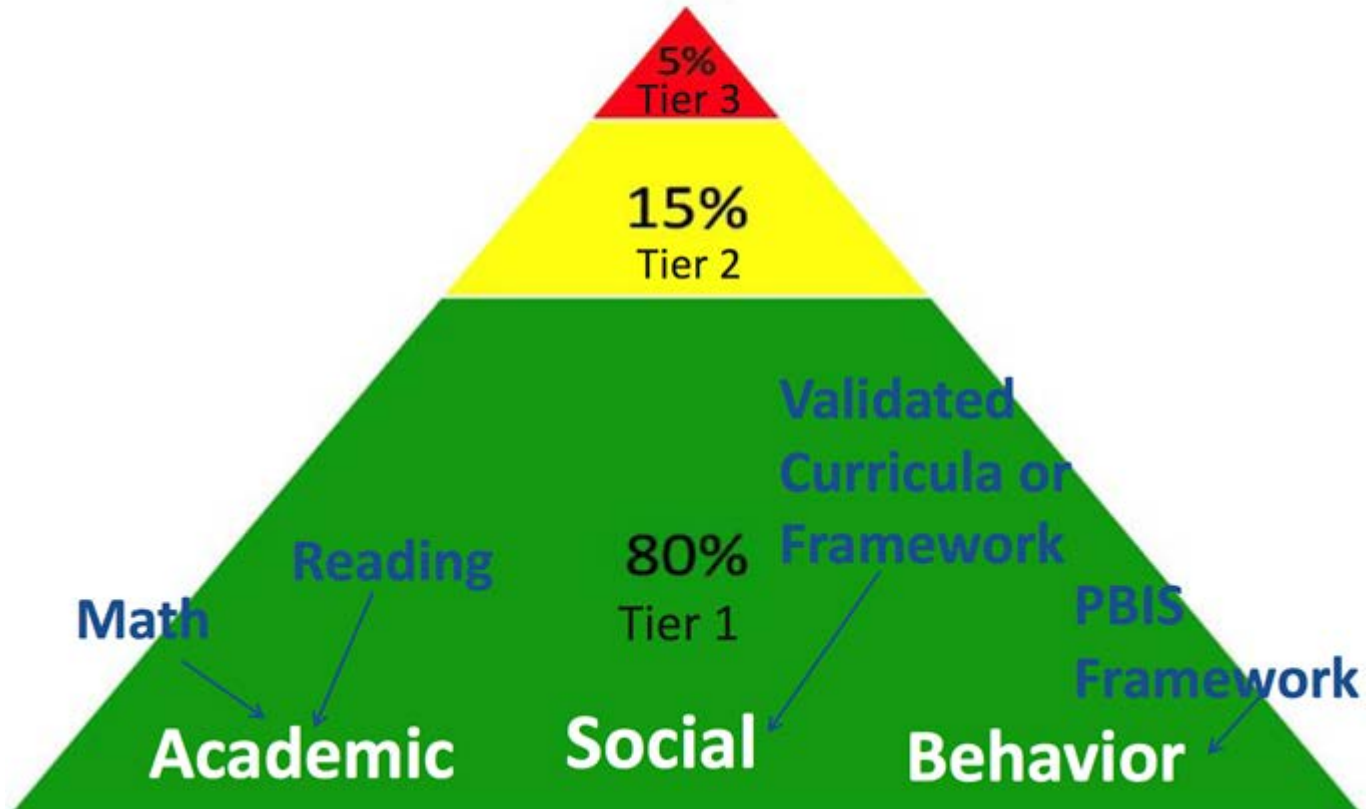 5%
Tier 3
15%
Tier 2
Validated
Curricula or
Framework
Reading
80%
Tier 1
Math
PBIS
Framework
Academic
Social
Behavior